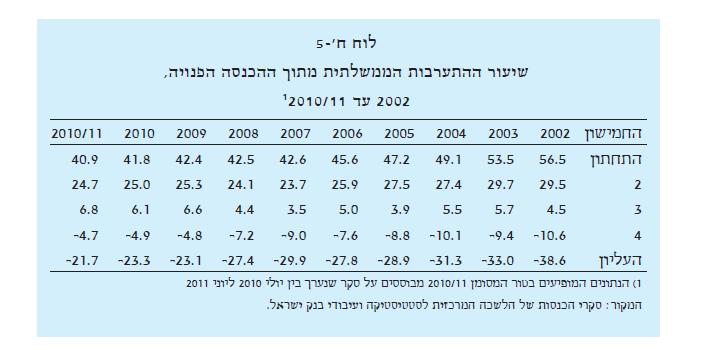 לוח ח'-5
שיעור ההתערבות הממשלתית מתוך ההכנסה הפנויה,
2002 עד 2010/11¹
החמישון 2002 2003 2004 2005 2006 2007 2008 2009 2010 2010/11
התחתון 56.5 53.5 49.1 47.2 45.6 42.6 42.5 42.4 41.8 40.9
2 29.5 29.7 27.4 27.5 25.9 23.7 24.1 25.3 25.0 24.7
3 4.5 5.7 5.5 3.9 5.0 3.5 4.4 6.6 6.1 6.8
4 -10.6 -9.4 -10.1 -8.8 -7.6 -9.0 -7.2 -4.8 -4.9 -4.7
העליון -38.6 -33.0 -31.3 -28.9 -27.8 -29.9 -27.4 -23.1 -23.3 -21.7
1) הנתונים המופיעים בטור המסומן 2010/11 מבוססים על סקר שנערך בין יולי 2010 ליוני 2011
המקור: סקרי הכנסות של הלשכה המרכזית לסטטיסטיקה ועיבודי בנק ישראל.